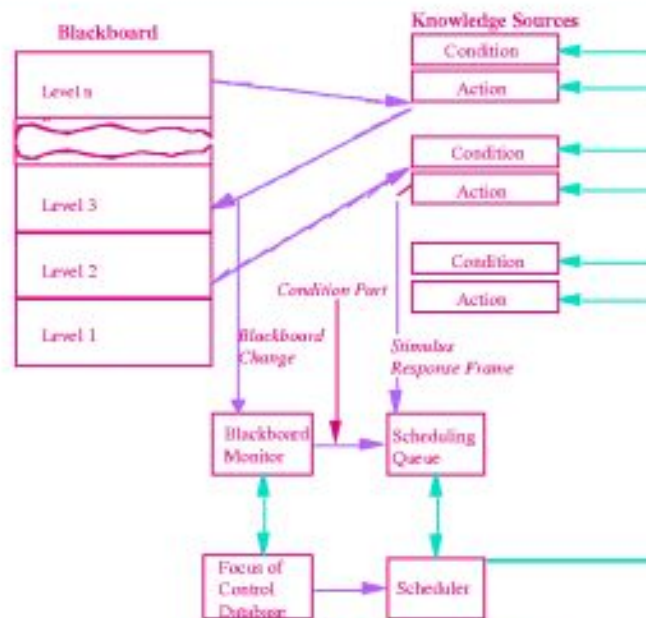 Blackboard
Knowledge Sources
Condition
Action
Level n
Condition
Action
Level 3
Level 2
Condition
Action
Condition Part
Level 1
Blackboard
Change
Stimulus
Response Frame
Blackboard
Monitor
Scheduling
Queue
Focus of
Control
Database
Scheduler